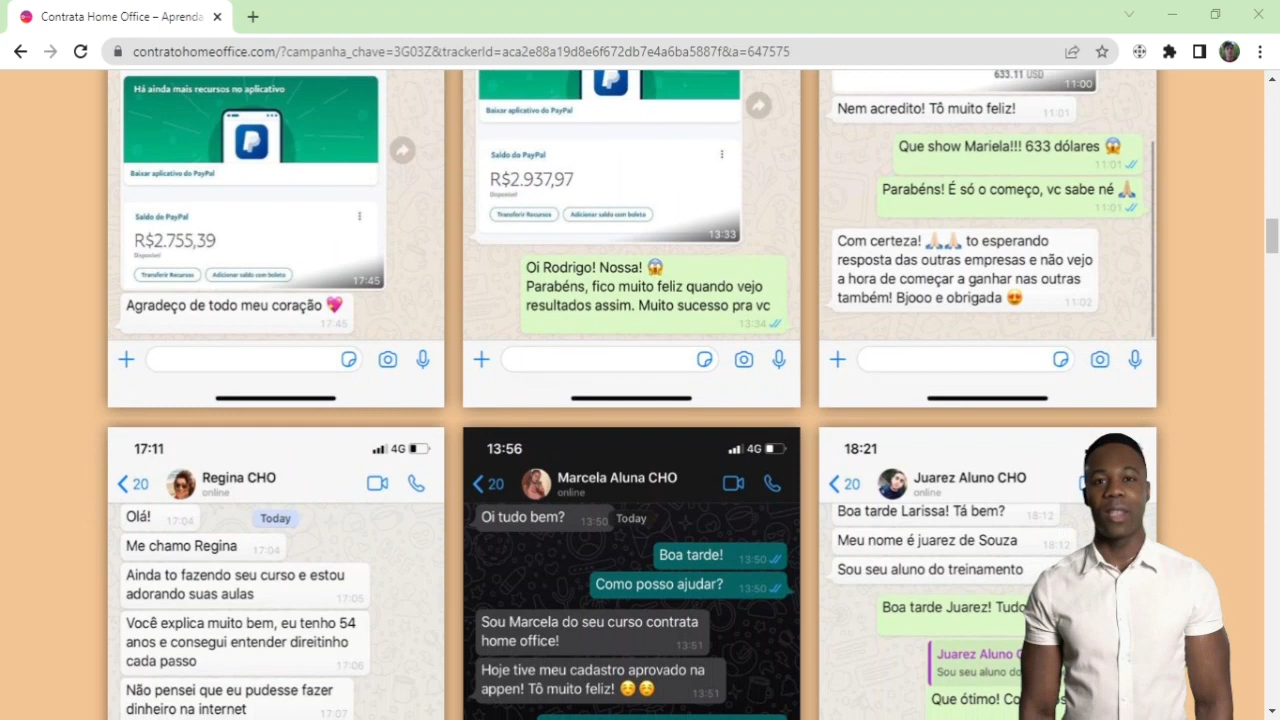 Contrata Home Office – Aprenda
contratohomeoffice.com/?campanha_chave=3G03Z&trackerId=aca2e88a19d8e6f672db7e4a6ba5887f&a=647575
Há ainda mais recursos no aplicativo
Baixar aplicativo do PayPal
Saldo do PayPal
R$2.755,39
Disponível
Transferir Recursos
Adicionar saldo com boleto
17:45
Agradeço de todo meu coração 💖
17:45
Baixar aplicativo do PayPal
Saldo do PayPal
R$2.937,97
Disponível
Transferir Recursos
Adicionar saldo com boleto
13:33
Oi Rodrigo! Nossa! 😱
Parabéns, fico muito feliz quando vejo
resultados assim. Muito sucesso pra vc
13:34
633.11 USD
11:00
Nem acredito! Tô muito feliz!
11:01
Que show Mariela!!! 633 dólares 😱
11:01
Parabéns! É só o começo, vc sabe né 🙏🏻
11:01
Com certeza! 🙏🏻🙏🏻 to esperando
resposta das outras empresas e não vejo
a hora de começar a ganhar nas outras
também! Bjooo e obrigada 😍
11:02
17:11
4G
20
Regina CHO
online
Olá!
17:04
Today
Me chamo Regina
17:04
Ainda to fazendo seu curso e estou
adorando suas aulas
17:05
Você explica muito bem, eu tenho 54
anos e consegui entender direitinho
cada passo
17:06
Não pensei que eu pudesse fazer
dinheiro na internet
17:07
13:56
4G
20
Marcela Aluna CHO
online
Oi tudo bem?
13:50
Today
Boa tarde!
13:50
Como posso ajudar?
13:50
Sou Marcela do seu curso contrata
home office!
13:51
Hoje tive meu cadastro aprovado na
appen! Tô muito feliz! ☺️☺️
13:51
18:21
20
Juarez Aluno CHO
online
Boa tarde Larissa! Tá bem?
18:12
Meu nome é juarez de Souza
18:12
Sou seu aluno do treinamento
Boa tarde Juarez! Tudo
Juarez Aluno
Sou seu aluno do
Que ótimo!